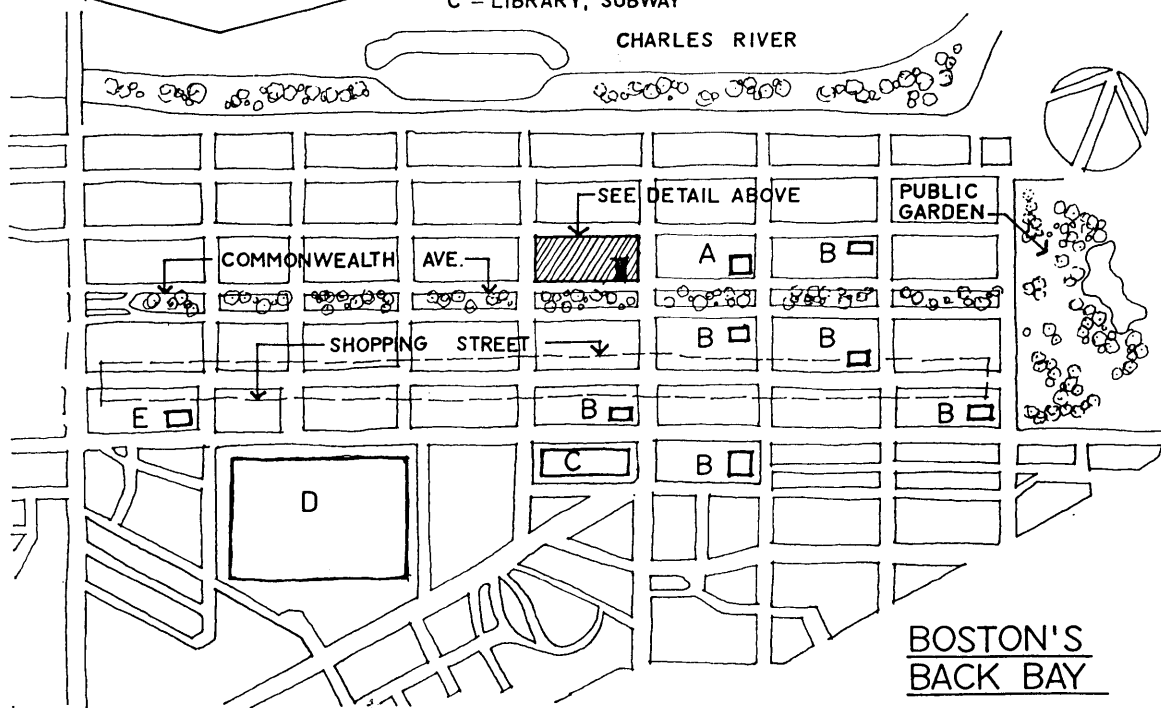 C – LIBRARY, SUBWAY
CHARLES RIVER
SEE DETAIL ABOVE
PUBLIC
GARDEN
A
B
COMMONWEALTH AVE.
B
B
SHOPPING STREET
E
B
B
C
B
D
BOSTON'S
BACK BAY